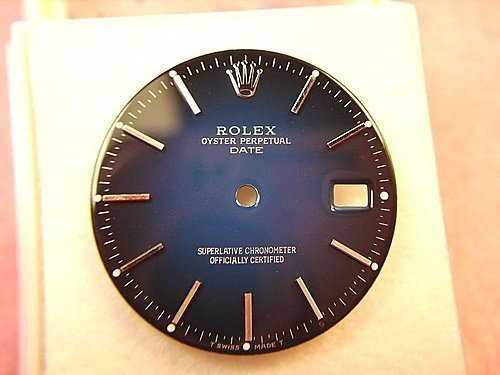 ROLEX
OYSTER PERPETUAL
DATE
SUPERLATIVE CHRONOMETER
OFFICIALLY CERTIFIED
T SWISS MADE T